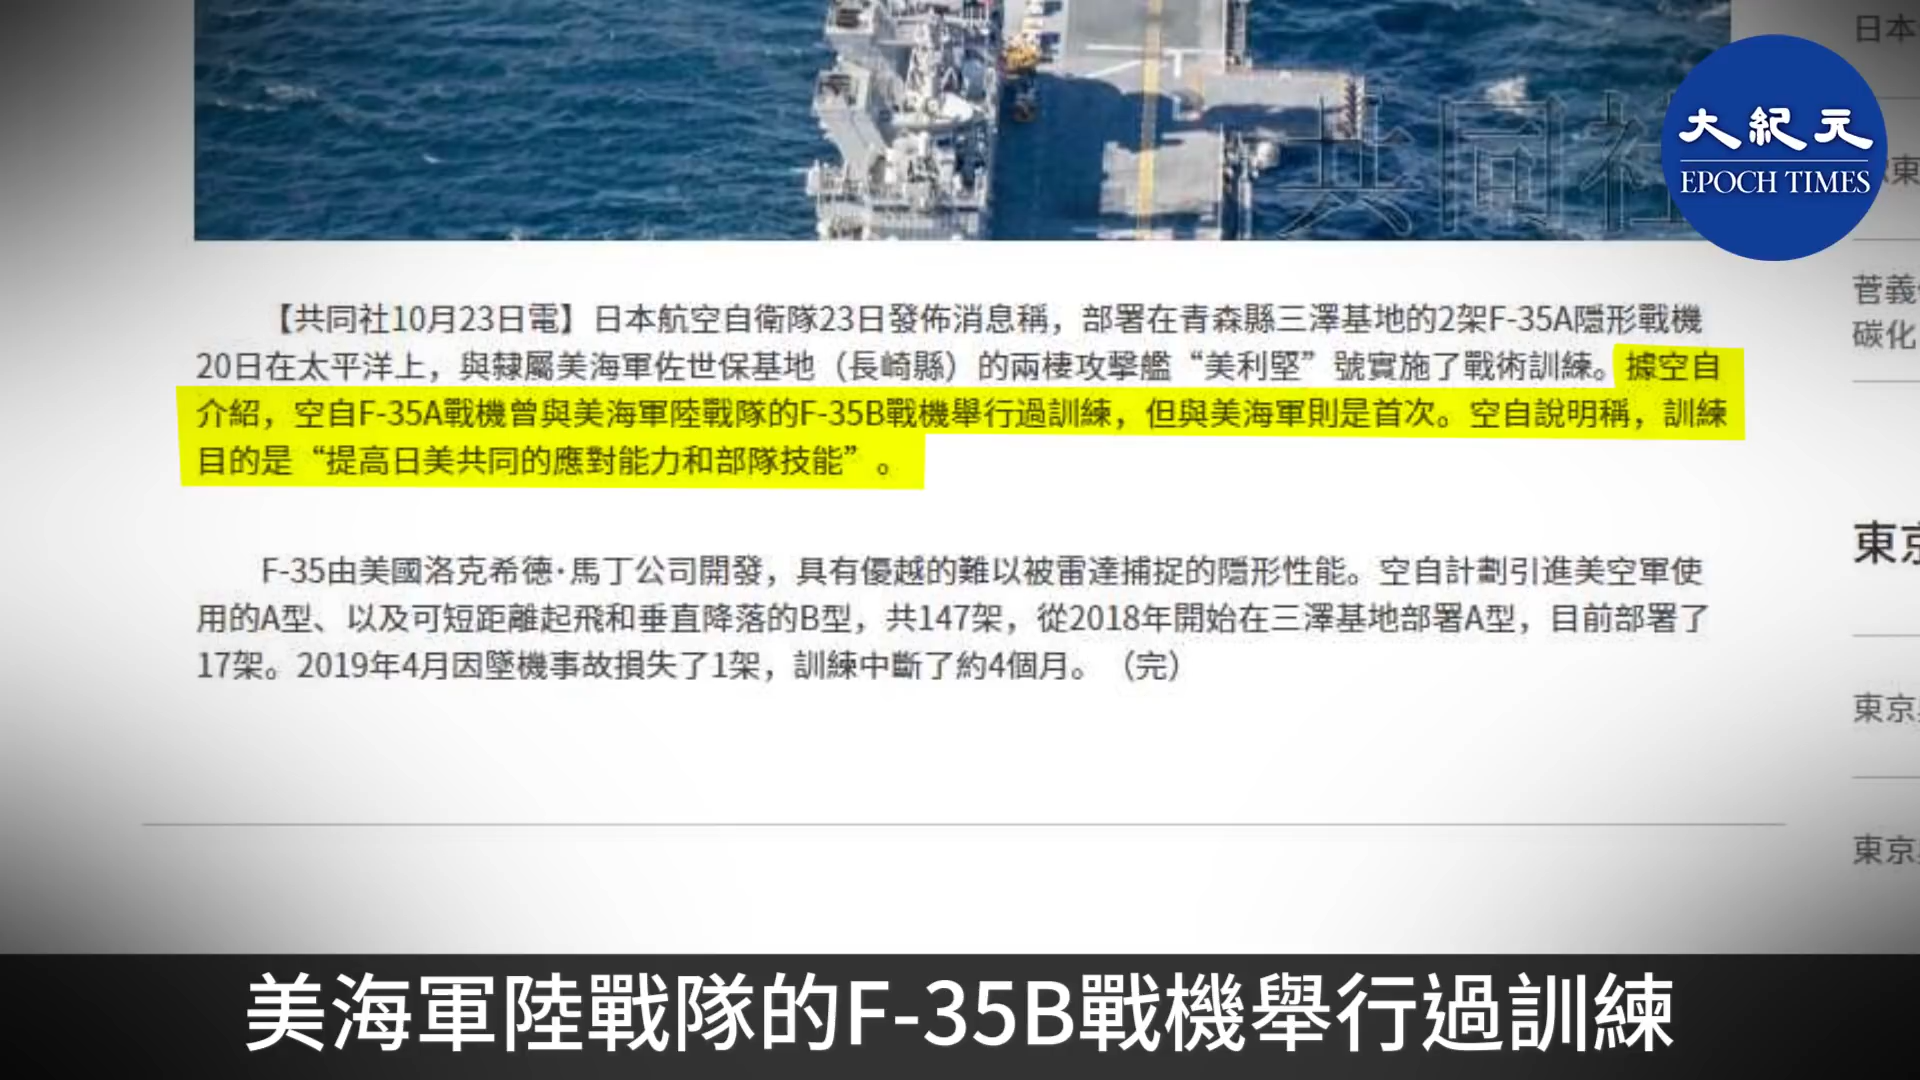 日本
大紀元
EPOCH TIMES
共同社
東
【共同社10月23日電】日本航空自衛隊23日發佈消息稱，部署在青森縣三澤基地的2架F-35A隱形戰機
20日在太平洋上，與隸屬美海軍佐世保基地（長崎縣）的兩棲攻擊艦“美利堅”號實施了戰術訓練。據空自
介紹，空自F-35A戰機曾與美海軍陸戰隊的F-35B戰機舉行過訓練，但與美海軍則是首次。空自說明稱，訓練
目的是“提高日美共同的應對能力和部隊技能”。
菅義
碳化
F-35由美國洛克希德·馬丁公司開發，具有優越的難以被雷達捕捉的隱形性能。空自計劃引進美空軍使
用的A型、以及可短距離起飛和垂直降落的B型，共147架，從2018年開始在三澤基地部署A型，目前部署了
17架。2019年4月因墜機事故損失了1架，訓練中斷了約4個月。（完）
東京
東京
東京
美海軍陸戰隊的F-35B戰機舉行過訓練